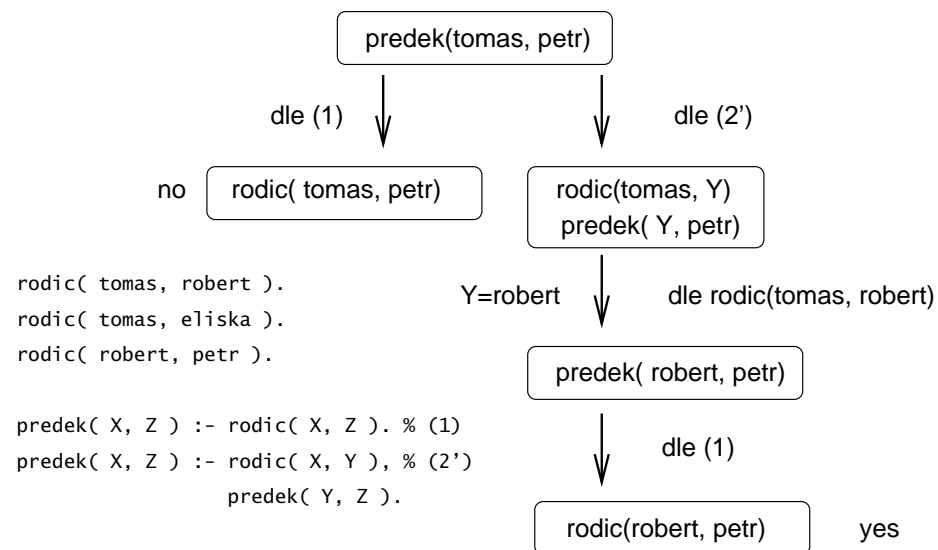 predek(tomas, petr)
dle (1)
dle (2’)
no
rodic( tomas, petr)
rodic(tomas, Y)
predek( Y, petr)
rodic( tomas, robert ).
rodic( tomas, eliska ).
rodic( robert, petr ).
Y=robert
dle rodic(tomas, robert)
predek( robert, petr)
predek( X, Z ) :- rodic( X, Z ). % (1)
predek( X, Z ) :- rodic( X, Y ), % (2’)
predek( Y, Z ).
dle (1)
rodic(robert, petr)
yes